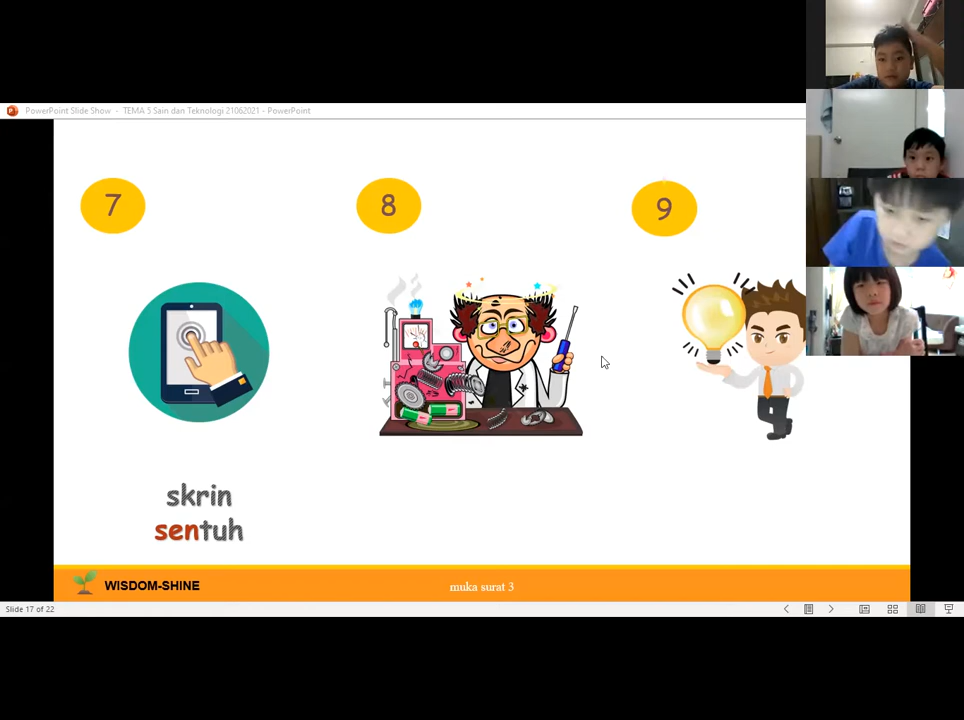 PowerPoint Slide Show - TEMA 5 Sain dan Teknologi 21062021 - PowerPoint
7
8
9
skrin
sentuh
WISDOM-SHINE
muka surat 3
Slide 17 of 22